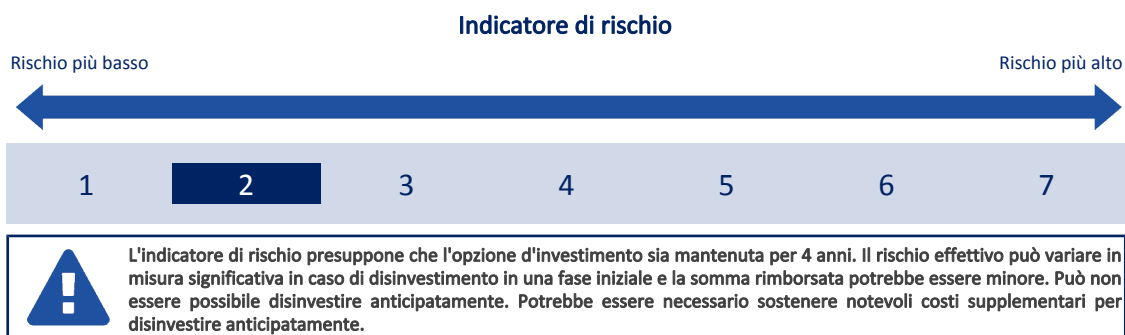 Indicatore di rischio
Rischio più basso
Rischio più alto
1 2 3 4 5 6 7
L'indicatore di rischio presuppone che l'opzione d'investimento sia mantenuta per 4 anni. Il rischio effettivo può variare in
misura significativa in caso di disinvestimento in una fase iniziale e la somma rimborsata potrebbe essere minore. Può non
essere possibile disinvestire anticipatamente. Potrebbe essere necessario sostenere notevoli costi supplementari per
disinvestire anticipatamente.